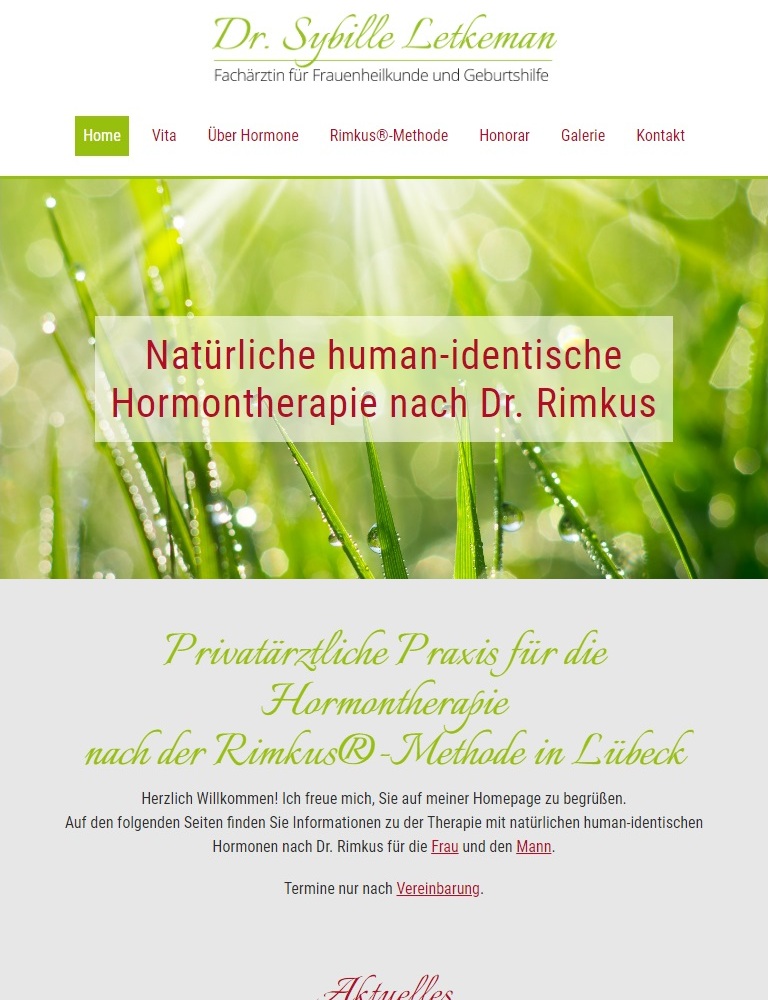 Dr. Sybille Letkeman
Fachärztin für Frauenheilkunde und Geburtshilfe
Home Vita Über Hormone Rimkus®-Methode Honorar Galerie Kontakt
Natürliche human-identische
Hormontherapie nach Dr. Rimkus
Privatärztliche Praxis für die
Hormontherapie
nach der Rimkus®-Methode in Lübeck
Herzlich Willkommen! Ich freue mich, Sie auf meiner Homepage zu begrüßen.
Auf den folgenden Seiten finden Sie Informationen zu der Therapie mit natürlichen human-identischen
Hormonen nach Dr. Rimkus für die Frau und den Mann.
Termine nur nach Vereinbarung.
Aktuelles